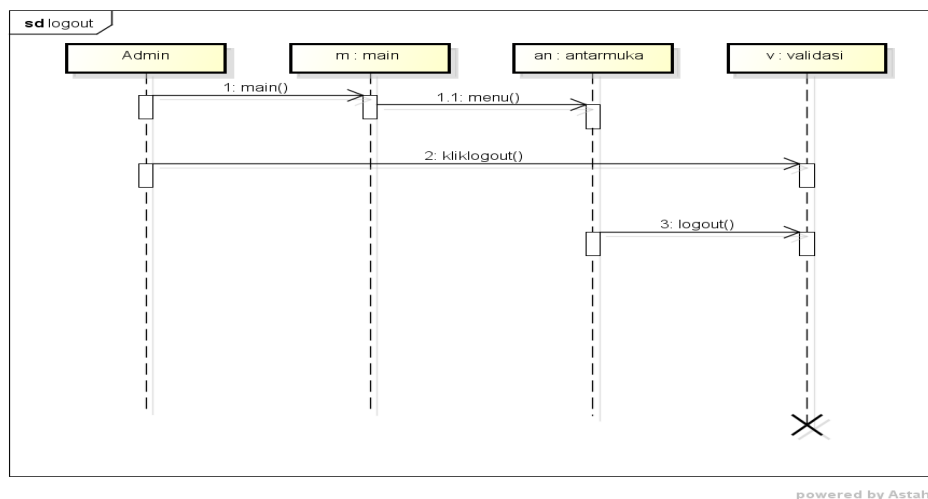 sd logout
Admin
m : main
an : antarmuka
v : validasi
1: main()
1.1: menu()
2: kliklogout()
3: logout()
powered by Astah